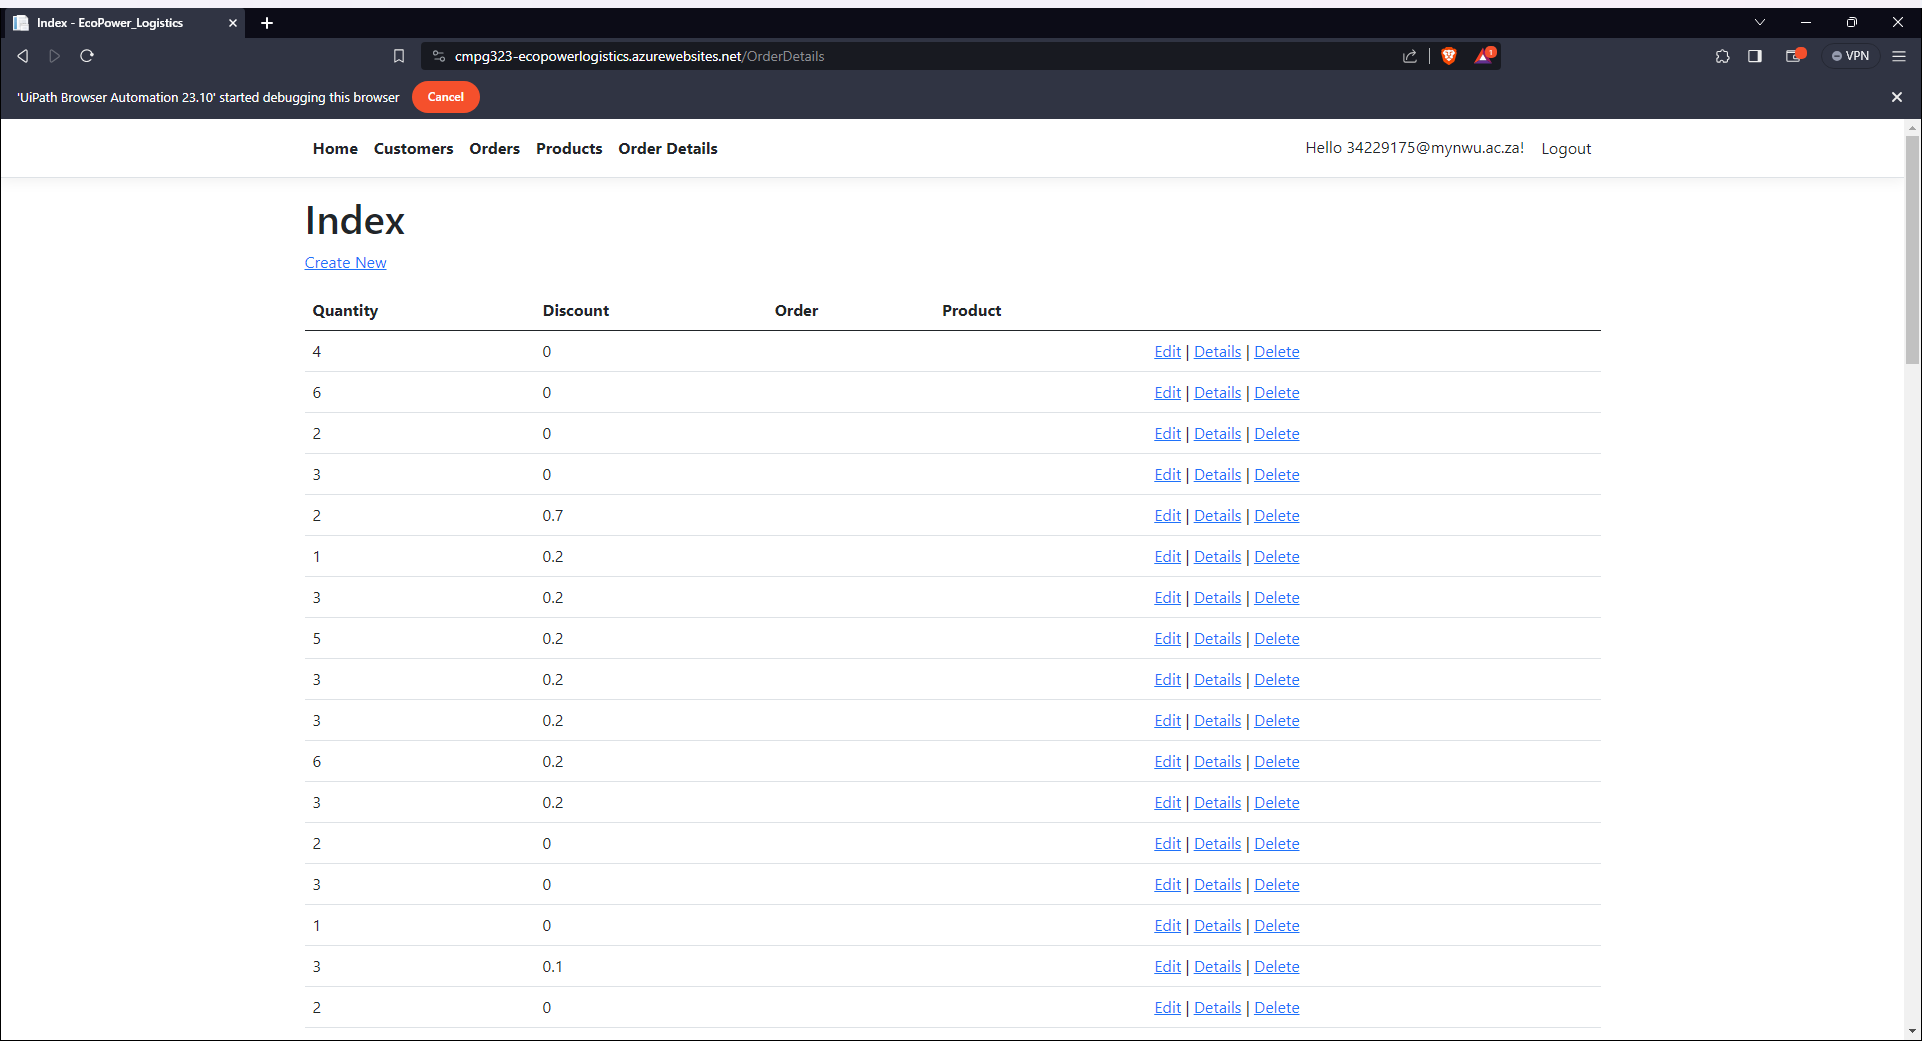 Index - EcoPower_Logistics
cmpg323-ecopowerlogistics.azurewebsites.net/OrderDetails
1
VPN
'UiPath Browser Automation 23.10' started debugging this browser Cancel
Home Customers Orders Products Order Details Hello 34229175@mynwu.ac.za! Logout
Index
Create New
Quantity Discount Order Product
4 0 Edit | Details | Delete
6 0 Edit | Details | Delete
2 0 Edit | Details | Delete
3 0 Edit | Details | Delete
2 0.7 Edit | Details | Delete
1 0.2 Edit | Details | Delete
3 0.2 Edit | Details | Delete
5 0.2 Edit | Details | Delete
3 0.2 Edit | Details | Delete
3 0.2 Edit | Details | Delete
6 0.2 Edit | Details | Delete
3 0.2 Edit | Details | Delete
2 0 Edit | Details | Delete
3 0 Edit | Details | Delete
1 0 Edit | Details | Delete
3 0.1 Edit | Details | Delete
2 0 Edit | Details | Delete